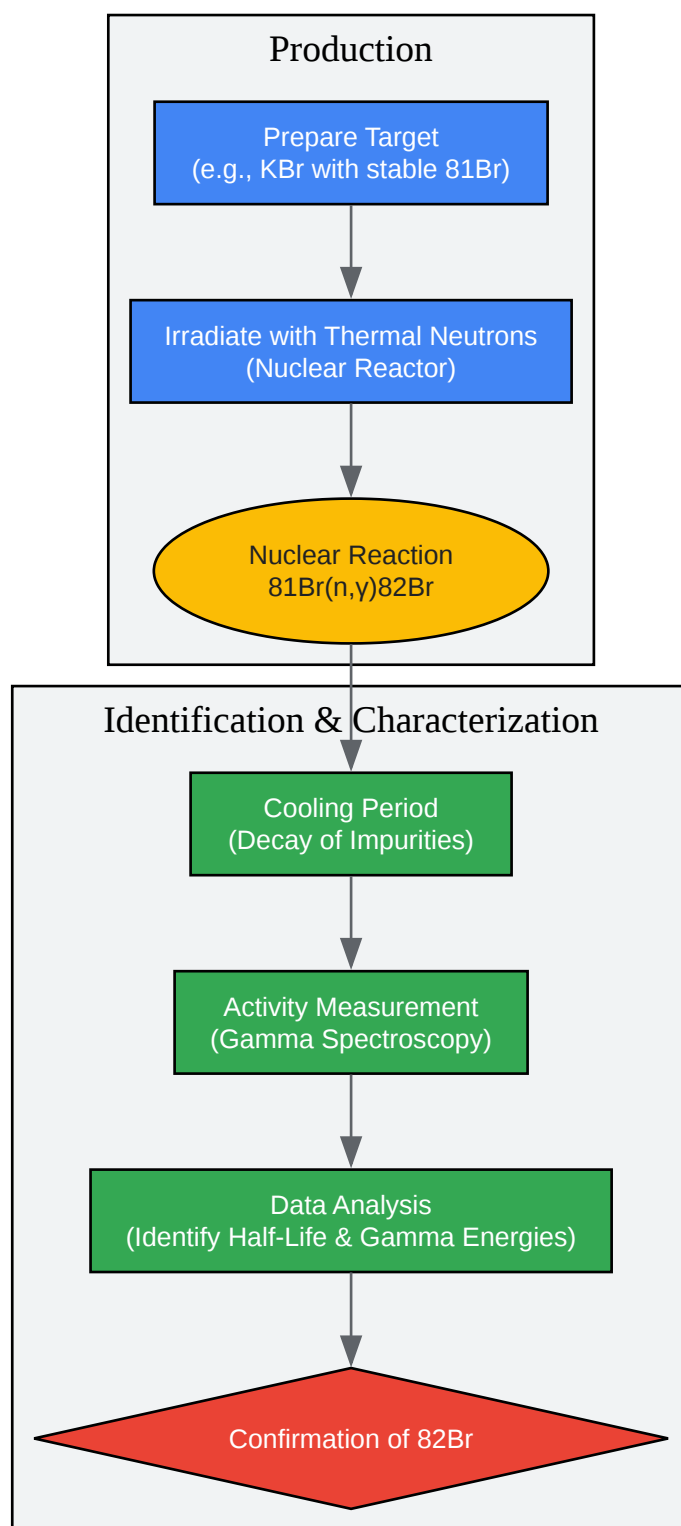 Production
Prepare Target
(e.g., KBr with stable 81Br)
Irradiate with Thermal Neutrons
(Nuclear Reactor)
Nuclear Reaction
81Br(n,γ)82Br
Identification & Characterization
Cooling Period
(Decay of Impurities)
Activity Measurement
(Gamma Spectroscopy)
Data Analysis
(Identify Half-Life & Gamma Energies)
Confirmation of 82Br